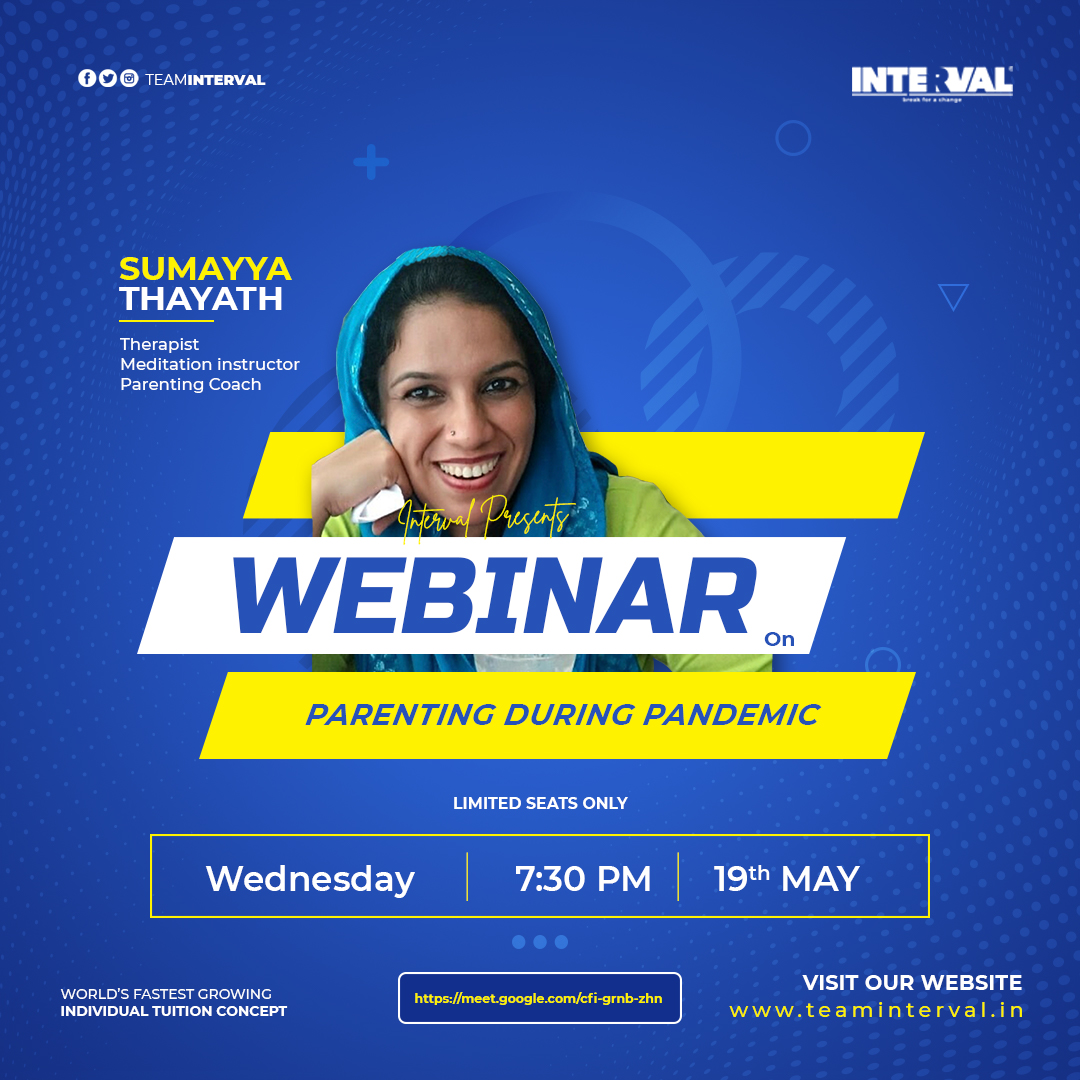 TEAMINTERVAL
INTERVAL®
Break for a change
SUMAYYA
THAYATH
Therapist
Meditation instructor
Parenting Coach
Interval Presents
WEBINAR
On
PARENTING DURING PANDEMIC
LIMITED SEATS ONLY
Wednesday 7:30 PM 19th MAY
WORLD'S FASTEST GROWING
INDIVIDUAL TUITION CONCEPT
https://meet.google.com/cfi-grnb-zhn
VISIT OUR WEBSITE
www.teaminterval.in